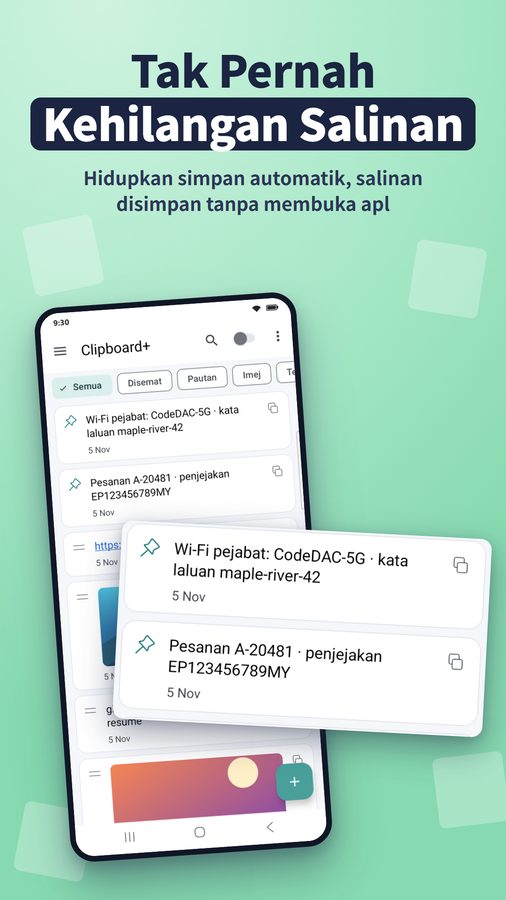 Tak Pernah
Kehilangan Salinan
Hidupkan simpan automatik, salinan
disimpan tanpa membuka apl
9:30
Clipboard+
Semua
Disemat
Pautan
Imej
Wi-Fi pejabat: CodeDAC-5G · kata
laluan maple-river-42
5 Nov
Pesanan A-20481 · penjejakan
EP123456789MY
5 Nov
https:
5 Nov
Wi-Fi pejabat: CodeDAC-5G · kata
laluan maple-river-42
5 Nov
Pesanan A-20481 · penjejakan
EP123456789MY
5 Nov
resume
5 Nov